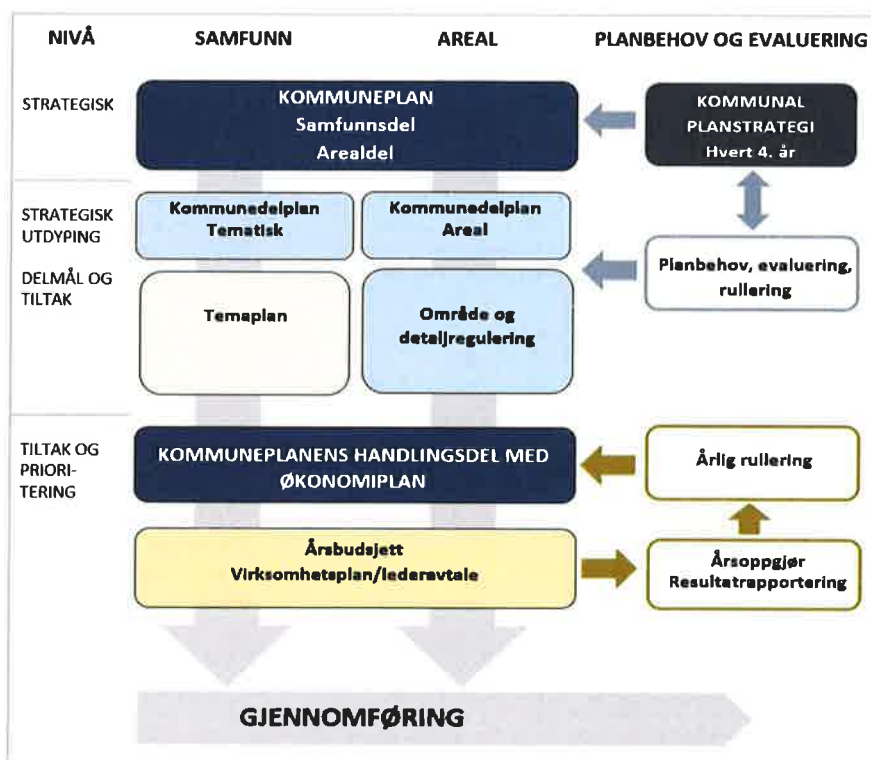 NIVÅ
SAMFUNN
AREAL
PLANBEHOV OG EVALUERING
STRATEGISK
KOMMUNEPLAN
Samfunnsdel
Arealdel
KOMMUNAL
PLANSTRATEGI
Hvert 4. år
STRATEGISK
UTDYPING
Kommunedelplan
Tematisk
Kommunedelplan
Areal
Planbehov, evaluering,
rullering
DELMÅL OG
TILTAK
Temaplan
Område og
detaljregulering
TILTAK OG
PRIORI-
TERING
KOMMUNEPLANENS HANDLINGSDEL MED
ØKONOMIPLAN
Årlig rullering
Årsbudsjett
Virksomhetsplan/lederavtale
Årsoppgjør
Resultatrapportering
GJENNOMFØRING